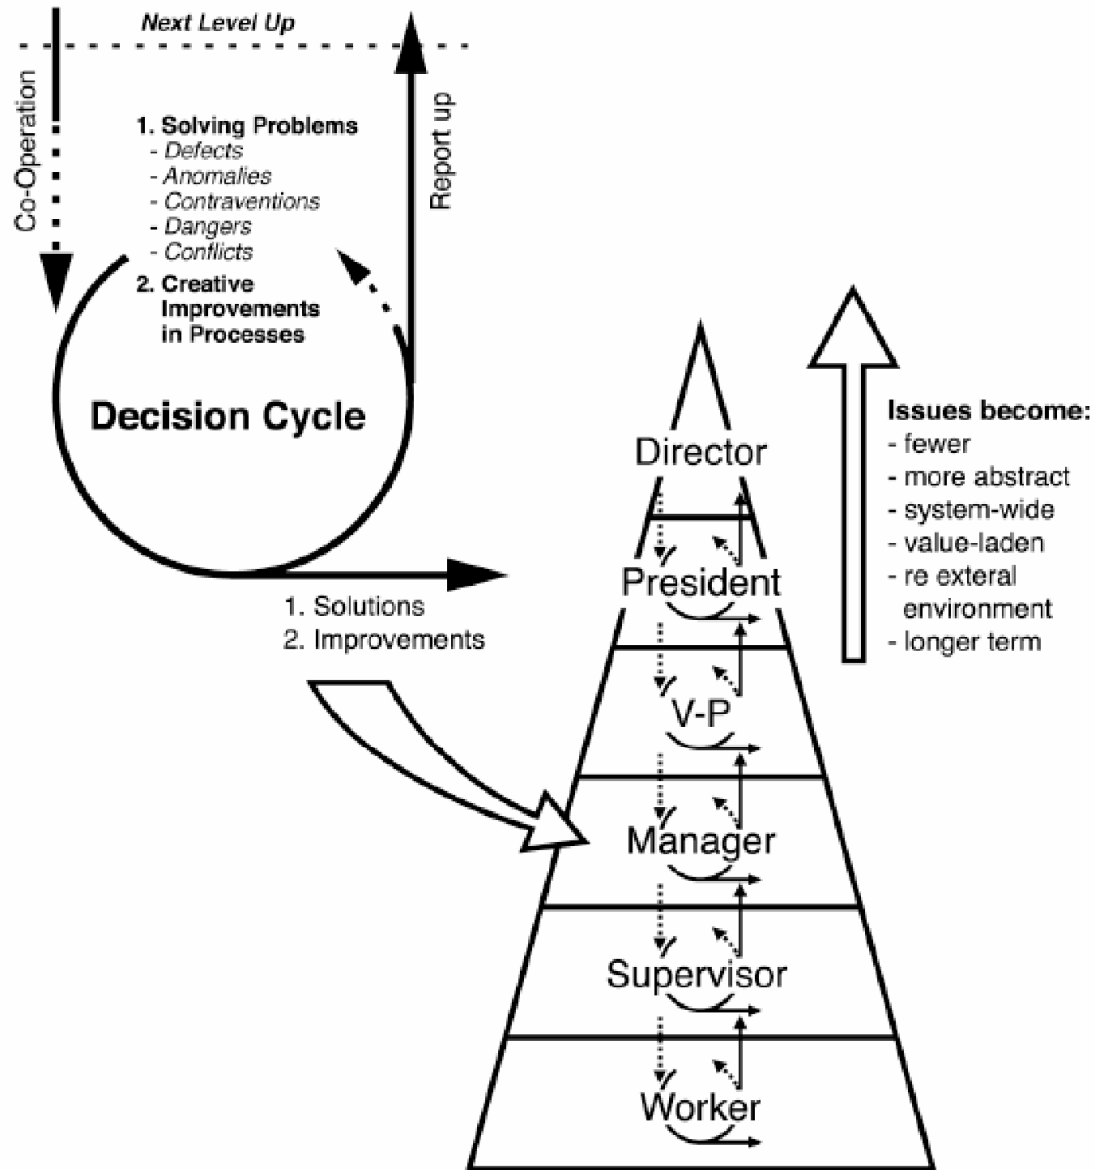 Next Level Up
Co-Operation
Report up
1. Solving Problems
- Defects
- Anomalies
- Contraventions
- Dangers
- Conflicts
2. Creative
Improvements
in Processes
Decision Cycle
1. Solutions
2. Improvements
Director
President
V-P
Manager
Supervisor
Worker
Issues become:
- fewer
- more abstract
- system-wide
- value-laden
- re exteral
environment
- longer term